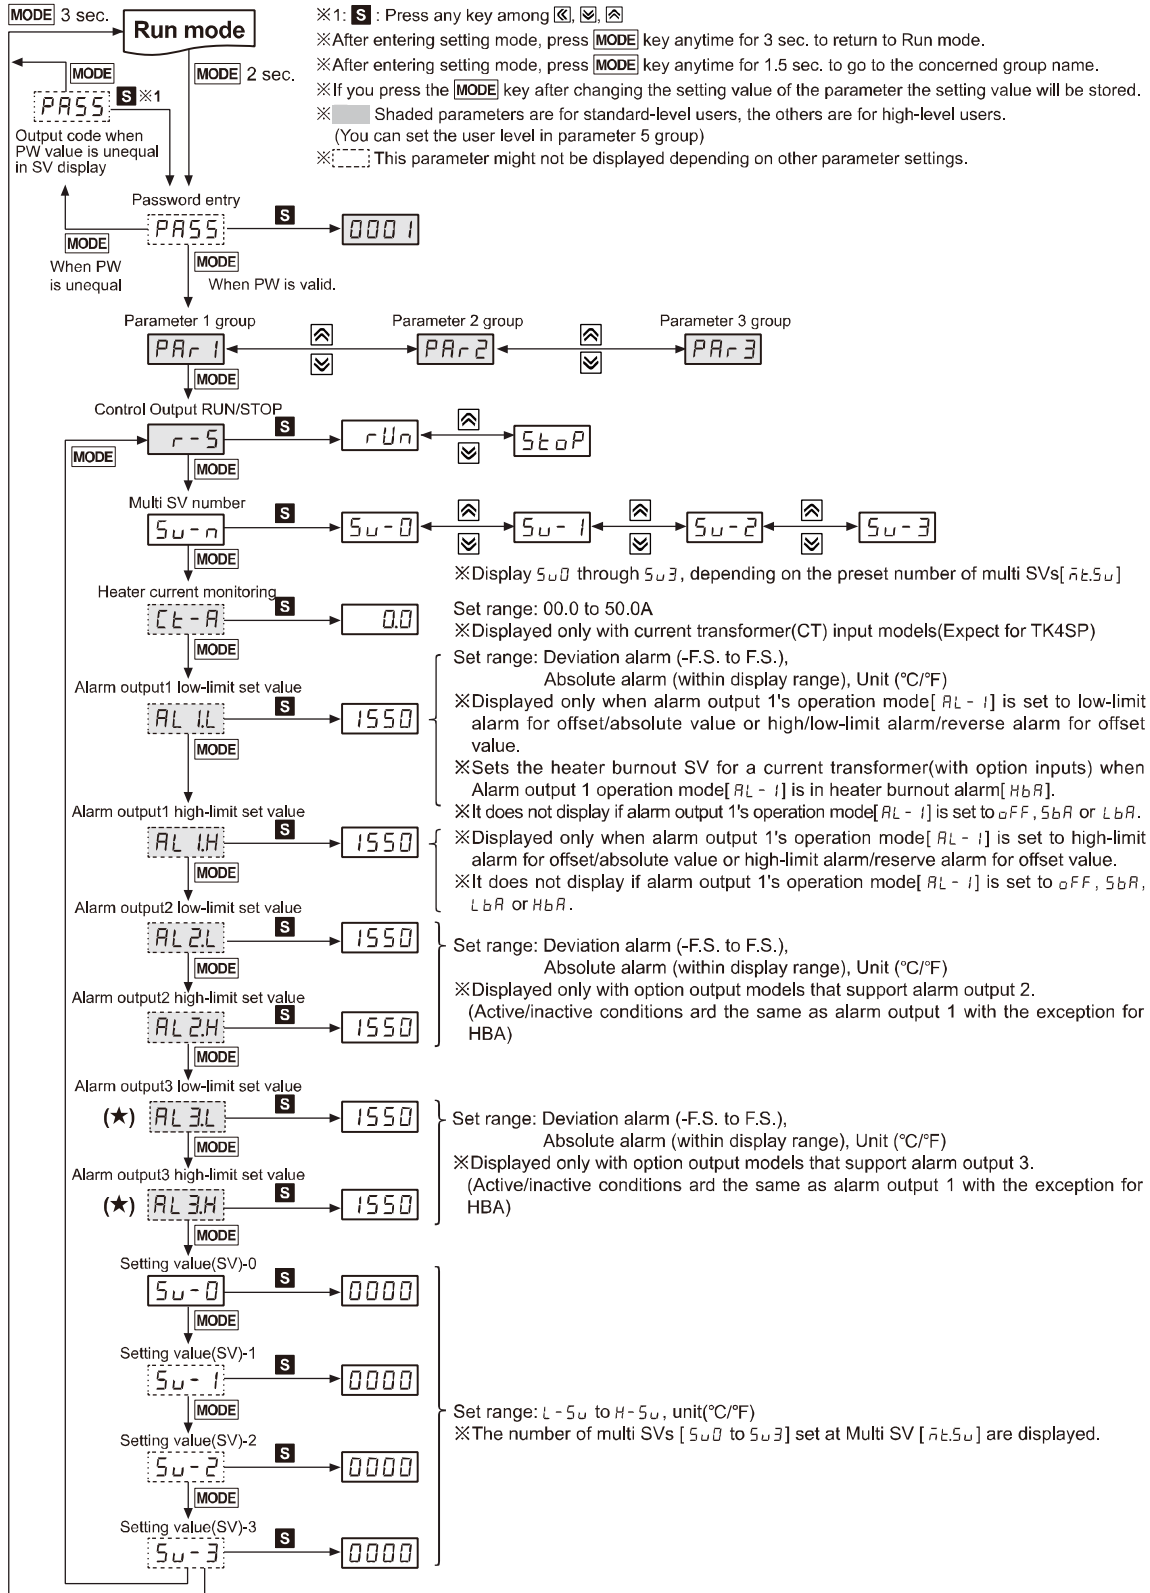 MODE 3 sec.
Run mode
※1: S : Press any key among «, ︾, ︽
※After entering setting mode, press MODE key anytime for 3 sec. to return to Run mode.
※After entering setting mode, press MODE key anytime for 1.5 sec. to go to the concerned group name.
※If you press the MODE key after changing the setting value of the parameter the setting value will be stored.
※ Shaded parameters are for standard-level users, the others are for high-level users.
(You can set the user level in parameter 5 group)
※ This parameter might not be displayed depending on other parameter settings.
MODE
MODE 2 sec.
PASS
S ※1
Output code when
PW value is unequal
in SV display
Password entry
PASS
S
0001
MODE
When PW
is unequal
MODE
When PW is valid.
Parameter 1 group
Parameter 2 group
Parameter 3 group
PAr1
PAr2
PAr3
MODE
Control Output RUN/STOP
r-S
S
rUn
StoP
MODE
MODE
Multi SV number
Su-n
S
Su-0
Su-1
Su-2
Su-3
MODE
※Display Su0 through Su3, depending on the preset number of multi SVs[ñt.Su]
Heater current monitoring
Ct-A
S
0.0
Set range: 00.0 to 50.0A
※Displayed only with current transformer(CT) input models(Expect for TK4SP)
MODE
Alarm output1 low-limit set value
AL1.L
S
1550
Set range: Deviation alarm (-F.S. to F.S.),
Absolute alarm (within display range), Unit (°C/°F)
※Displayed only when alarm output 1's operation mode[ AL-1] is set to low-limit
alarm for offset/absolute value or high/low-limit alarm/reverse alarm for offset
value.
※Sets the heater burnout SV for a current transformer(with option inputs) when
Alarm output 1 operation mode[ AL-1] is in heater burnout alarm[HbA].
※It does not display if alarm output 1's operation mode[ AL-1] is set to oFF, SbA or LbA.
MODE
Alarm output1 high-limit set value
AL1.H
S
1550
※Displayed only when alarm output 1's operation mode[ AL-1] is set to high-limit
alarm for offset/absolute value or high-limit alarm/reserve alarm for offset value.
※It does not display if alarm output 1's operation mode[ AL-1] is set to oFF, SbA,
LbA or HbA.
MODE
Alarm output2 low-limit set value
AL2.L
S
1550
MODE
Alarm output2 high-limit set value
AL2.H
S
1550
Set range: Deviation alarm (-F.S. to F.S.),
Absolute alarm (within display range), Unit (°C/°F)
※Displayed only with option output models that support alarm output 2.
(Active/inactive conditions ard the same as alarm output 1 with the exception for
HBA)
MODE
Alarm output3 low-limit set value
(★) AL3.L
S
1550
MODE
Alarm output3 high-limit set value
(★) AL3.H
S
1550
Set range: Deviation alarm (-F.S. to F.S.),
Absolute alarm (within display range), Unit (°C/°F)
※Displayed only with option output models that support alarm output 3.
(Active/inactive conditions ard the same as alarm output 1 with the exception for
HBA)
MODE
Setting value(SV)-0
Su-0
S
0000
MODE
Setting value(SV)-1
Su-1
S
0000
MODE
Setting value(SV)-2
Su-2
S
0000
MODE
Setting value(SV)-3
Su-3
S
0000
Set range: L-Su to H-Su, unit(°C/°F)
※The number of multi SVs [Su0 to Su3] set at Multi SV [ñt.Su] are displayed.